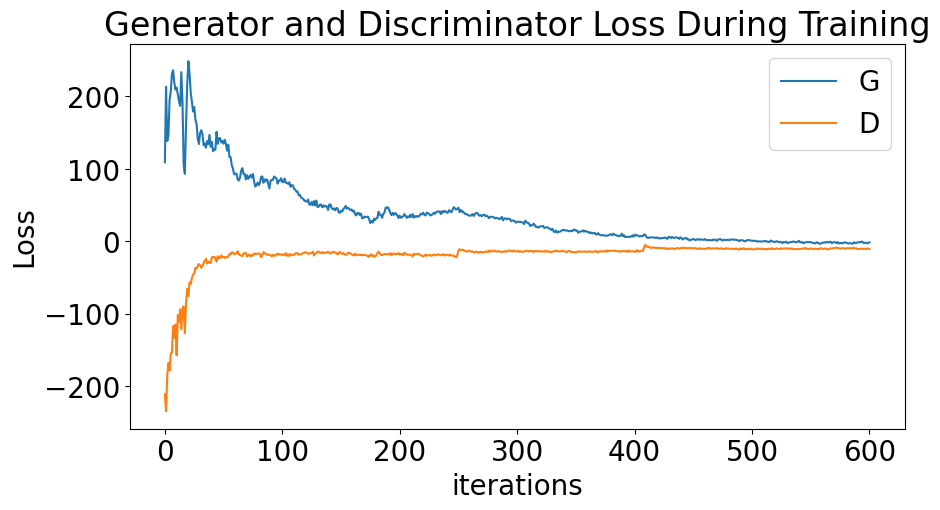 Generator and Discriminator Loss During Training
G
D
200
100
0
−100
−200
Loss
0 100 200 300 400 500 600
iterations